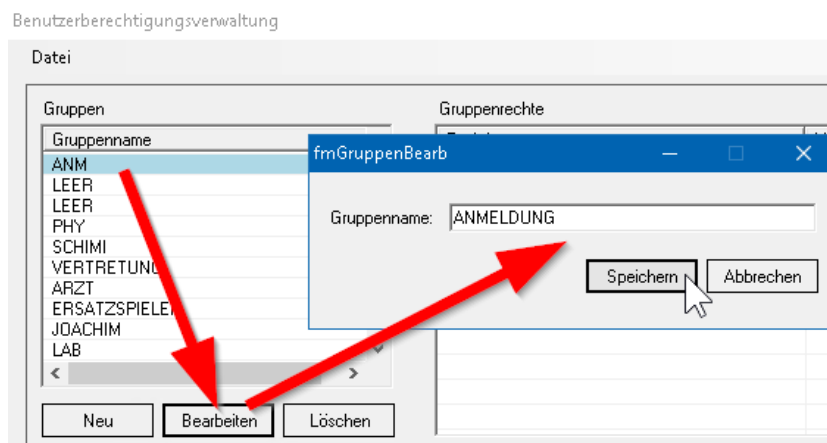 Benutzerberechtigungsverwaltung
Datei
Gruppen
Gruppenname
ANM
LEER
LEER
PHY
SCHIMI
ARZT
JOACHIM
LAB
Neu
Bearbeiten
Löschen
Gruppenrechte
fmGruppenBearb
Gruppenname:
ANMELDUNG
Speichern
Abbrechen